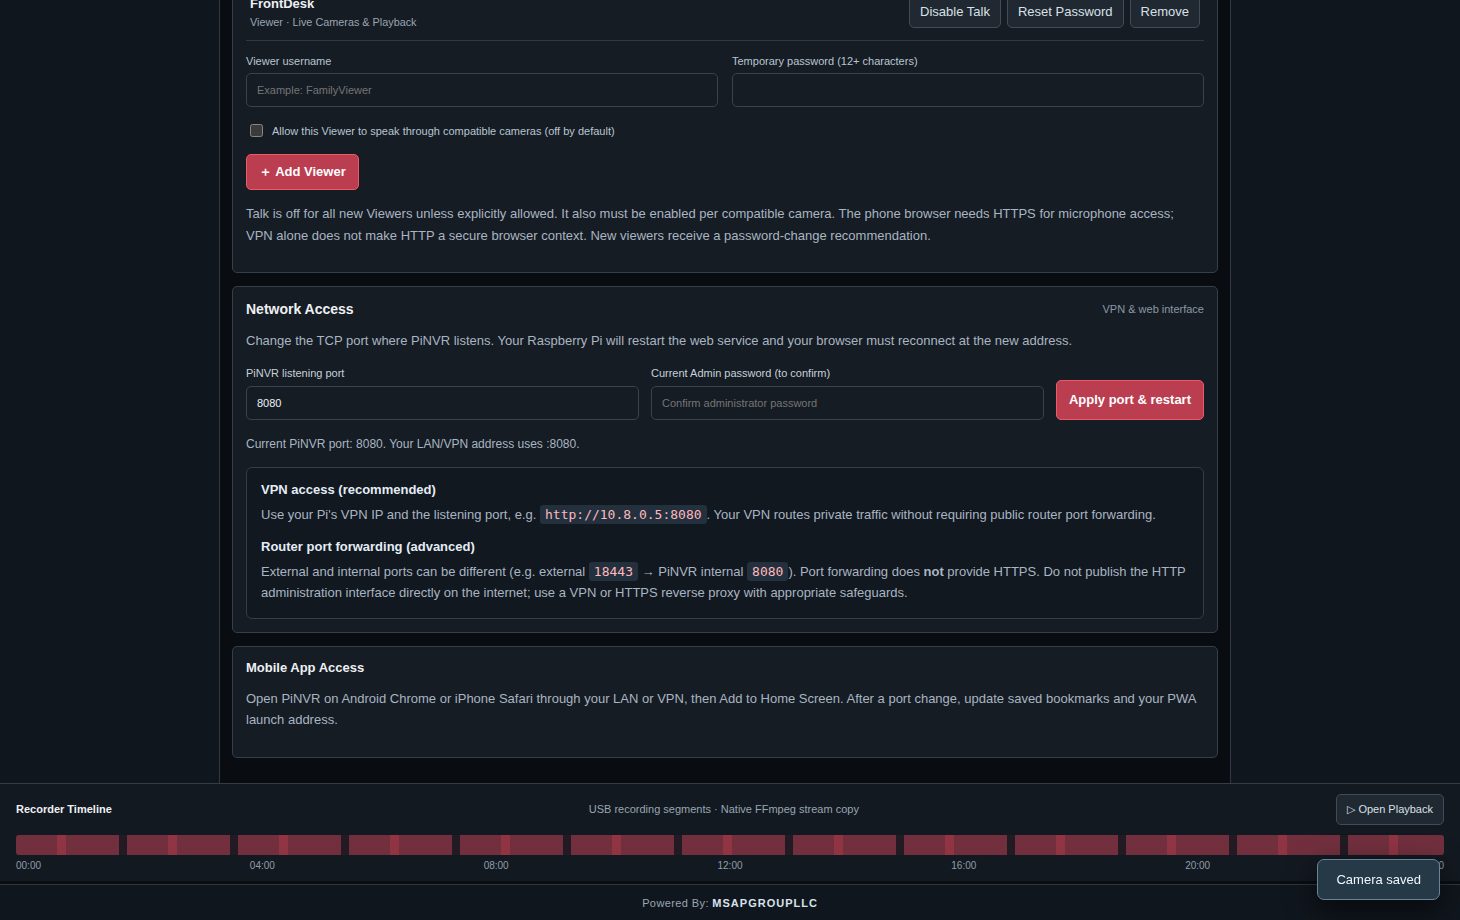 FrontDesk
Viewer · Live Cameras & Playback
Disable Talk
Reset Password
Remove
Viewer username
Temporary password (12+ characters)
Example: FamilyViewer
Allow this Viewer to speak through compatible cameras (off by default)
+ Add Viewer
Talk is off for all new Viewers unless explicitly allowed. It also must be enabled per compatible camera. The phone browser needs HTTPS for microphone access;
VPN alone does not make HTTP a secure browser context. New viewers receive a password-change recommendation.
Network Access
VPN & web interface
Change the TCP port where PiNVR listens. Your Raspberry Pi will restart the web service and your browser must reconnect at the new address.
PiNVR listening port
Current Admin password (to confirm)
8080
Confirm administrator password
Apply port & restart
Current PiNVR port: 8080. Your LAN/VPN address uses :8080.
VPN access (recommended)
Use your Pi's VPN IP and the listening port, e.g. http://10.8.0.5:8080. Your VPN routes private traffic without requiring public router port forwarding.
Router port forwarding (advanced)
External and internal ports can be different (e.g. external 18443 → PiNVR internal 8080). Port forwarding does not provide HTTPS. Do not publish the HTTP
administration interface directly on the internet; use a VPN or HTTPS reverse proxy with appropriate safeguards.
Mobile App Access
Open PiNVR on Android Chrome or iPhone Safari through your LAN or VPN, then Add to Home Screen. After a port change, update saved bookmarks and your PWA
launch address.
Recorder Timeline
USB recording segments · Native FFmpeg stream copy
▷ Open Playback
00:00
04:00
08:00
12:00
16:00
20:00
Camera saved
Powered By: MSAPGROUPLLC